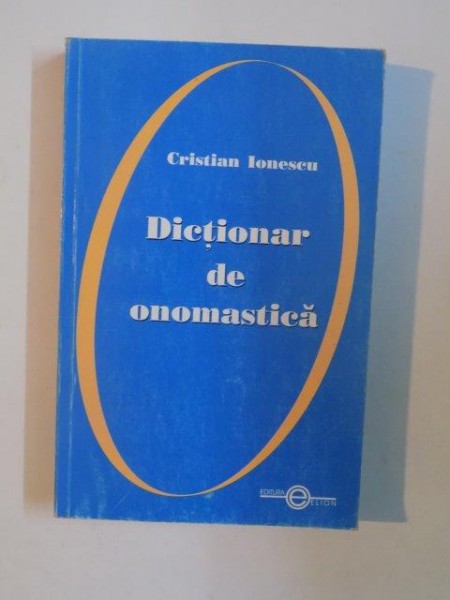 Cristian Ionescu
Dicționar
de
onomastică
EDITURA
ELION